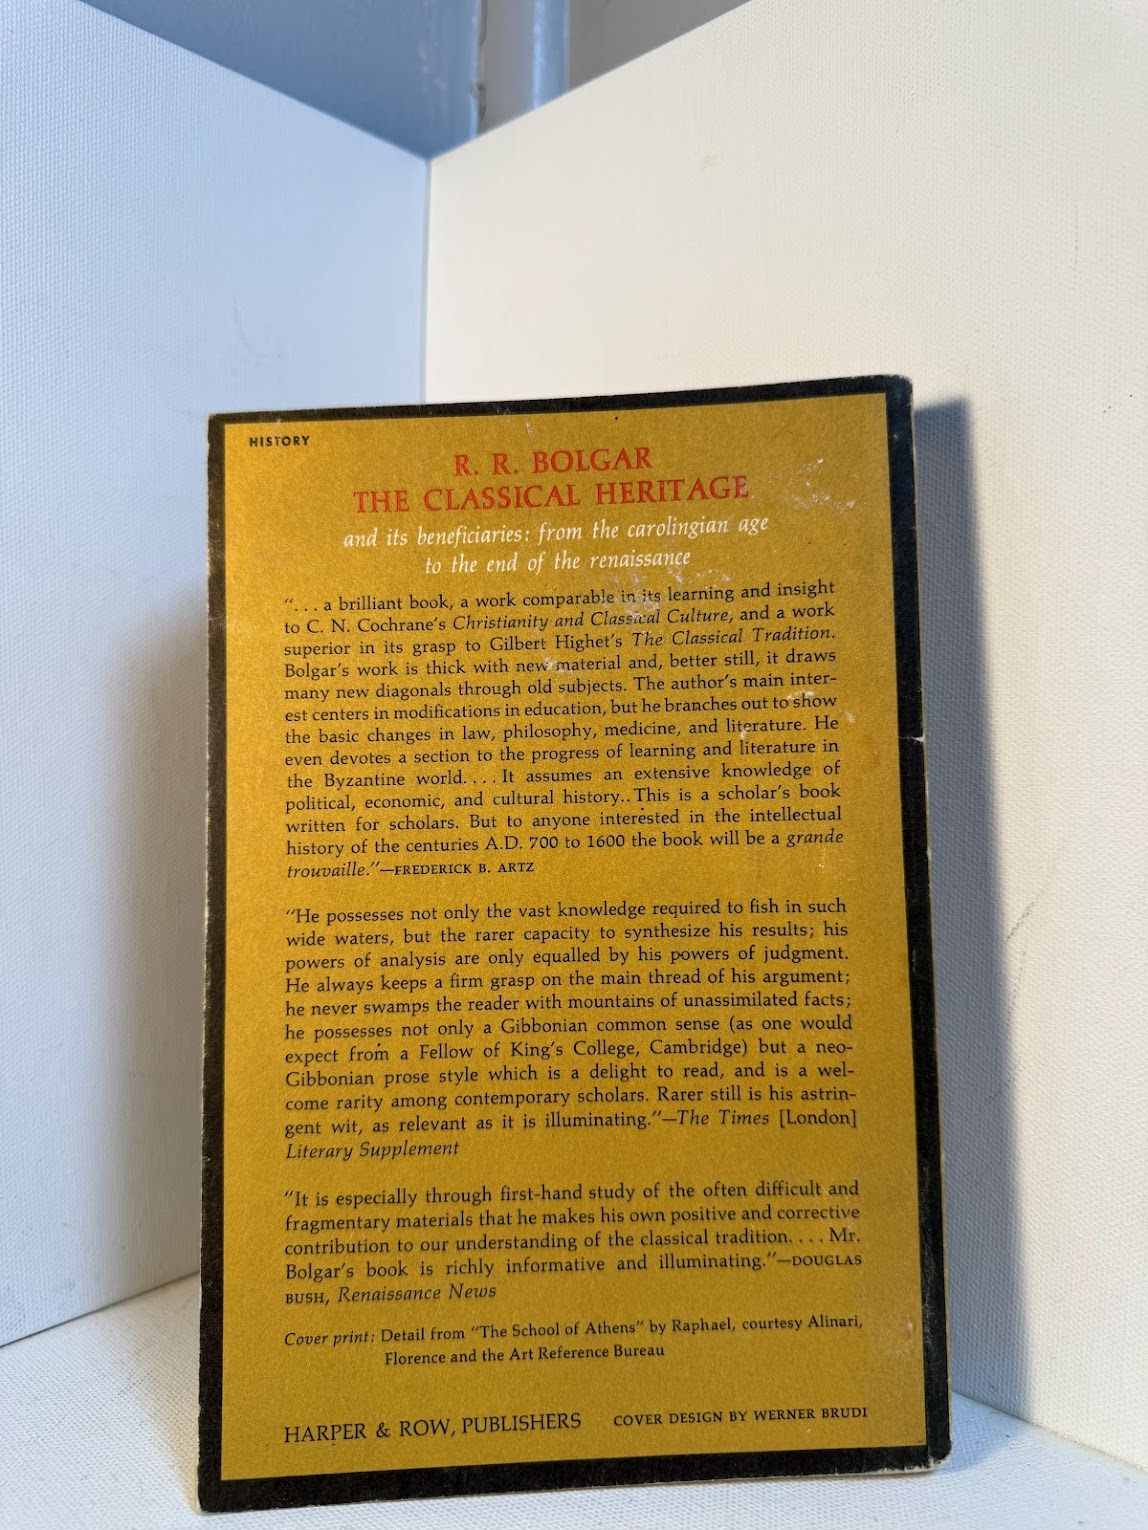 HISTORY
R. R. BOLGAR
THE CLASSICAL HERITAGE
and its beneficiaries: from the carolingian age
to the end of the renaissance
“. . . a brilliant book, a work comparable in its learning and insight
to C. N. Cochrane’s Christianity and Classical Culture, and a work
superior in its grasp to Gilbert Highet’s The Classical Tradition.
Bolgar’s work is thick with new material and, better still, it draws
many new diagonals through old subjects. The author’s main inter-
est centers in modifications in education, but he branches out to show
the basic changes in law, philosophy, medicine, and literature. He
even devotes a section to the progress of learning and literature in
the Byzantine world. . . . It assumes an extensive knowledge of
political, economic, and cultural history.. This is a scholar’s book
written for scholars. But to anyone interested in the intellectual
history of the centuries A.D. 700 to 1600 the book will be a grande
trouvaille.”—FREDERICK B. ARTZ
“He possesses not only the vast knowledge required to fish in such
wide waters, but the rarer capacity to synthesize his results; his
powers of analysis are only equalled by his powers of judgment.
He always keeps a firm grasp on the main thread of his argument;
he never swamps the reader with mountains of unassimilated facts;
he possesses not only a Gibbonian common sense (as one would
expect from a Fellow of King’s College, Cambridge) but a neo-
Gibbonian prose style which is a delight to read, and is a wel-
come rarity among contemporary scholars. Rarer still is his astrin-
gent wit, as relevant as it is illuminating.”—The Times [London]
Literary Supplement
“It is especially through first-hand study of the often difficult and
fragmentary materials that he makes his own positive and corrective
contribution to our understanding of the classical tradition. . . . Mr.
Bolgar’s book is richly informative and illuminating.”—DOUGLAS
BUSH, Renaissance News
Cover print: Detail from “The School of Athens” by Raphael, courtesy Alinari,
Florence and the Art Reference Bureau
HARPER & ROW, PUBLISHERS COVER DESIGN BY WERNER BRUDI